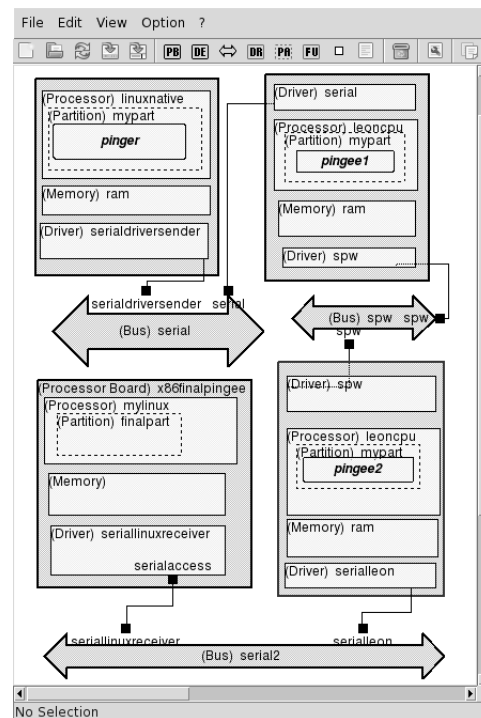 File Edit View Option ?
PB DE DR PA FU
(Processor) linuxnative
(Partition) mypart
pinger
(Memory) ram
(Driver) serialdriversender
(Driver) serial
(Processor) leoncpu
(Partition) mypart
pingee1
(Memory) ram
(Driver) spw
serialdriversender serial
(Bus) serial
(Bus) spw spw
spw
(Processor Board) x86finalpingee
(Processor) mylinux
(Partition) finalpart
(Memory)
(Driver) seriallinuxreceiver
serialaccess
(Driver) spw
(Processor) leoncpu
(Partition) mypart
pingee2
(Memory) ram
(Driver) serialleon
seriallinuxreceiver serialleon
(Bus) serial2
No Selection